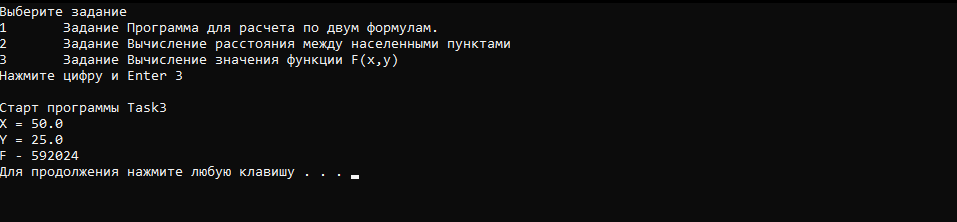 Выберите задание
1 Задание Программа для расчета по двум формулам.
2 Задание Вычисление расстояния между населенными пунктами
3 Задание Вычисление значения функции F(x,y)
Нажмите цифру и Enter 3
Старт программы Task3
X = 50.0
Y = 25.0
F - 592024
Для продолжения нажмите любую клавишу . . .